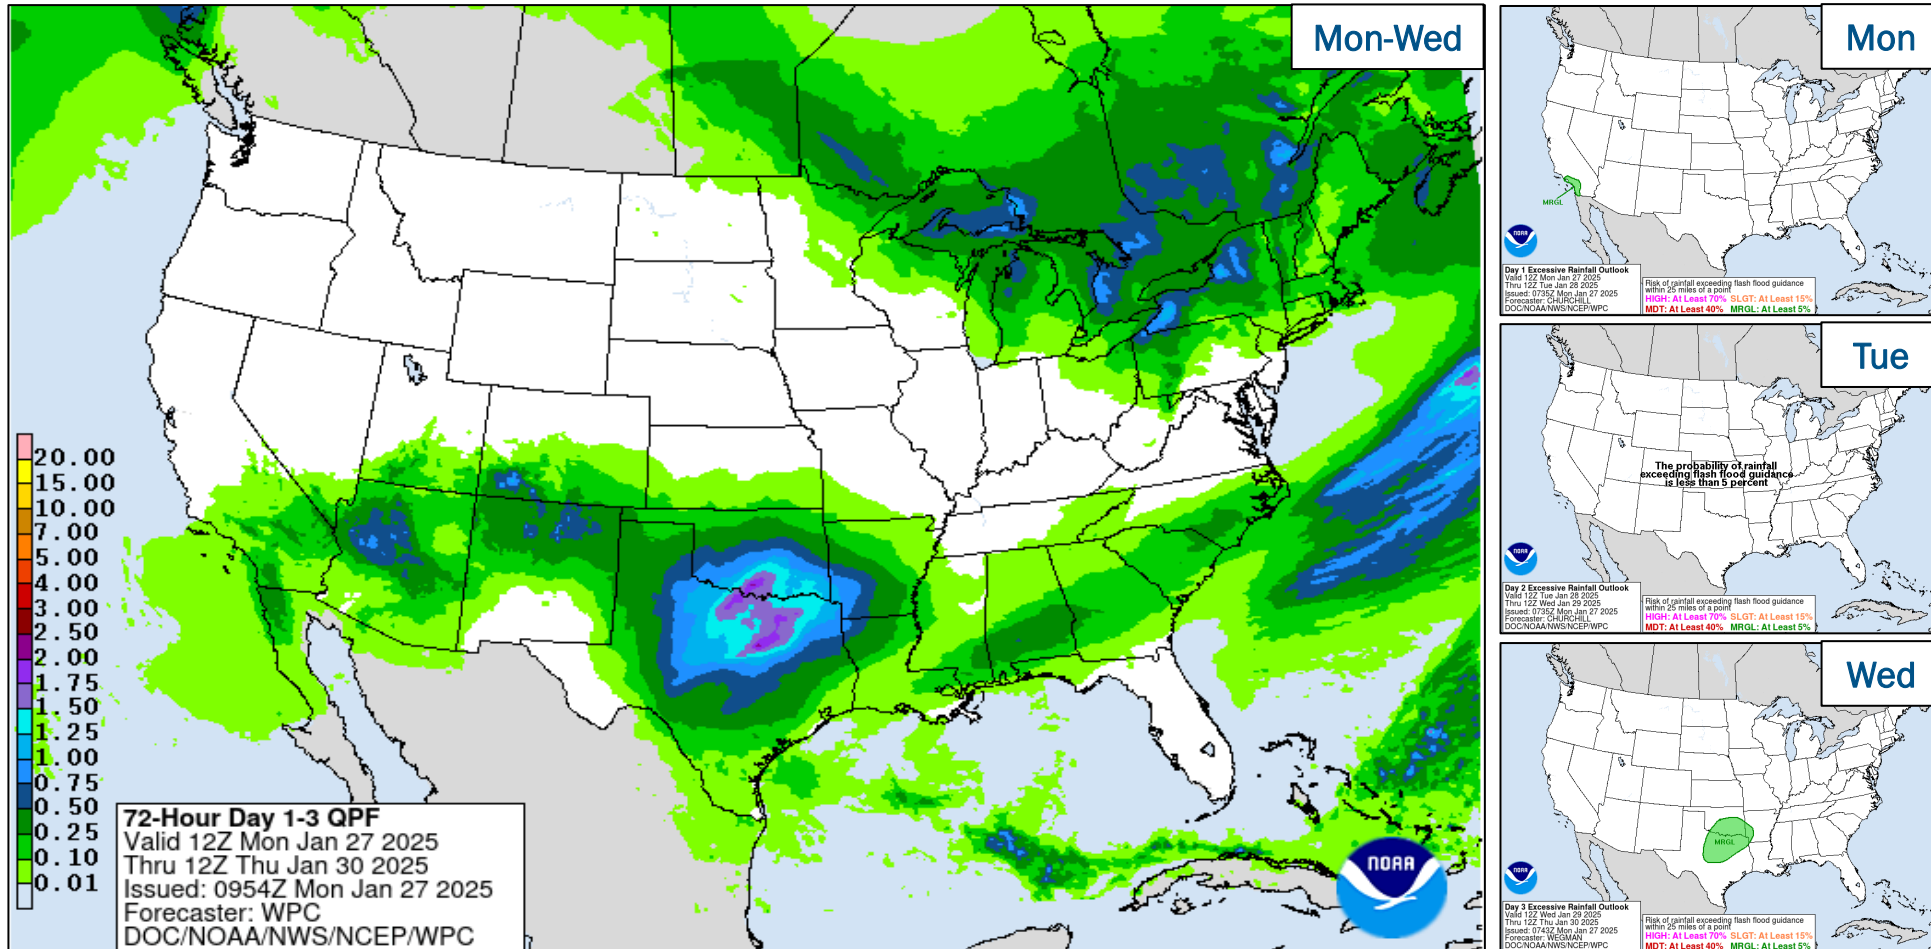 Mon-Wed
20.00
15.00
10.00
7.00
5.00
4.00
3.00
2.50
2.00
1.75
1.50
1.25
1.00
0.75
0.50
0.25
0.10
0.01
72-Hour Day 1-3 QPF
Valid 12Z Mon Jan 27 2025
Thru 12Z Thu Jan 30 2025
Issued: 0954Z Mon Jan 27 2025
Forecaster: WPC
DOC/NOAA/NWS/NCEP/WPC
NOAA
Mon
MRGL
NOAA
Day 1 Excessive Rainfall Outlook
Valid 12Z Mon Jan 27 2025
Thru 12Z Tue Jan 28 2025
Issued: 0735Z Mon Jan 27 2025
Forecaster: CHURCHILL
DOC/NOAA/NWS/NCEP/WPC
Risk of rainfall exceeding flash flood guidance
within 25 miles of a point
HIGH: At Least 70% SLGT: At Least 15%
MDT: At Least 40% MRGL: At Least 5%
Tue
The probability of rainfall
exceeding flash flood guidance
is less than 5 percent
NOAA
Day 2 Excessive Rainfall Outlook
Valid 12Z Tue Jan 28 2025
Thru 12Z Wed Jan 29 2025
Issued: 0735Z Mon Jan 27 2025
Forecaster: CHURCHILL
DOC/NOAA/NWS/NCEP/WPC
Risk of rainfall exceeding flash flood guidance
within 25 miles of a point
HIGH: At Least 70% SLGT: At Least 15%
MDT: At Least 40% MRGL: At Least 5%
Wed
MRGL
NOAA
Day 3 Excessive Rainfall Outlook
Valid 12Z Wed Jan 29 2025
Thru 12Z Thu Jan 30 2025
Issued: 0743Z Mon Jan 27 2025
Forecaster: WEGMAN
DOC/NOAA/NWS/NCEP/WPC
Risk of rainfall exceeding flash flood guidance
within 25 miles of a point
HIGH: At Least 70% SLGT: At Least 15%
MDT: At Least 40% MRGL: At Least 5%